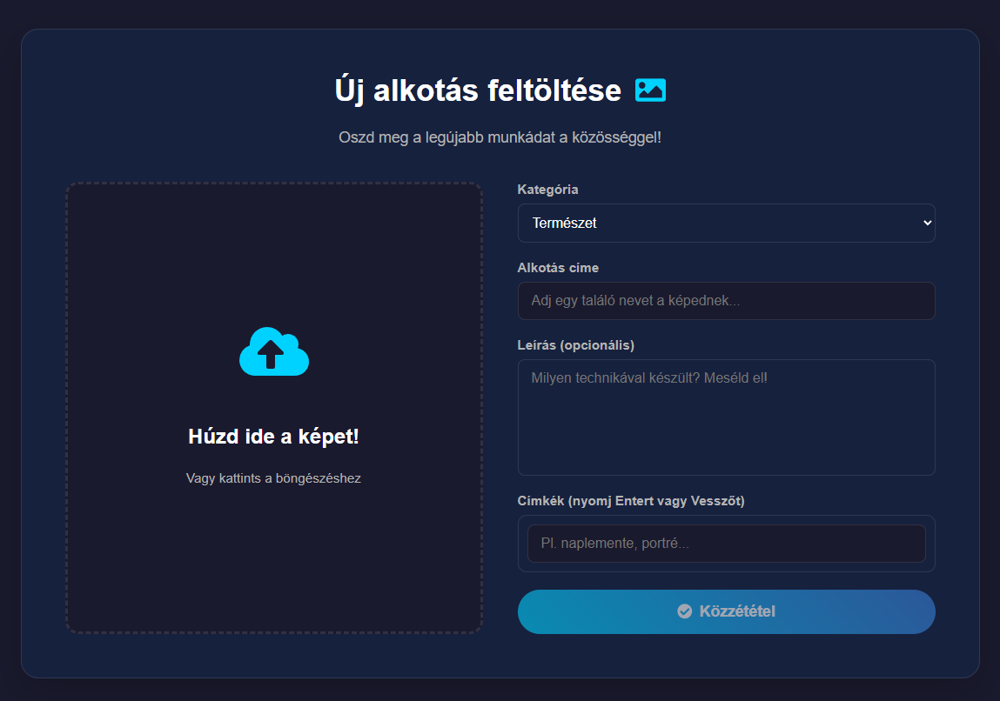 Új alkotás feltöltése
Oszd meg a legújabb munkádat a közösséggel!
Húzd ide a képet!
Vagy kattints a böngészéshez
Kategória
Természet
Alkotás címe
Adj egy találó nevet a képednek...
Leírás (opcionális)
Milyen technikával készült? Meséld el!
Címkék (nyomj Entert vagy Vesszőt)
Pl. naplemente, portré...
Közzététel